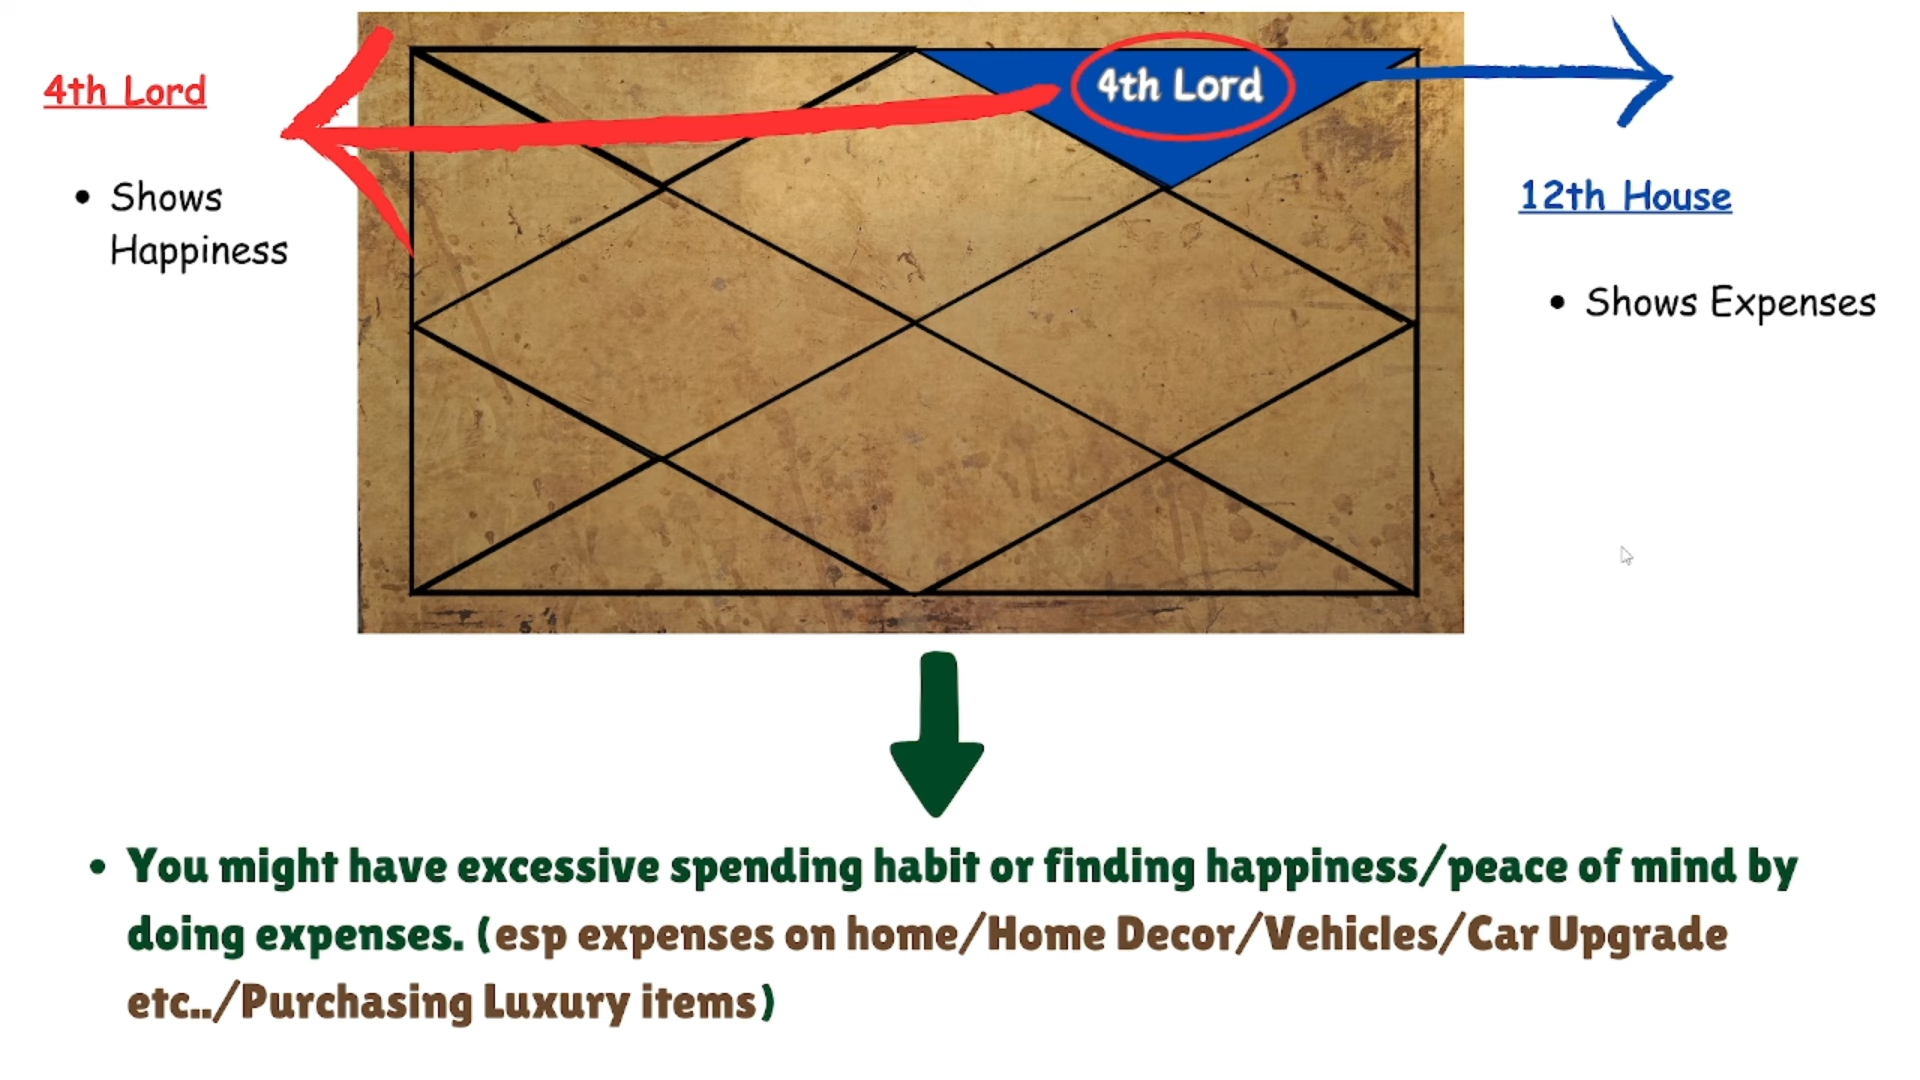 4th Lord
4th Lord
• Shows
Happiness
12th House
• Shows Expenses
• You might have excessive spending habit or finding happiness/peace of mind by
doing expenses. (esp expenses on home/Home Decor/Vehicles/Car Upgrade
etc../Purchasing Luxury items)